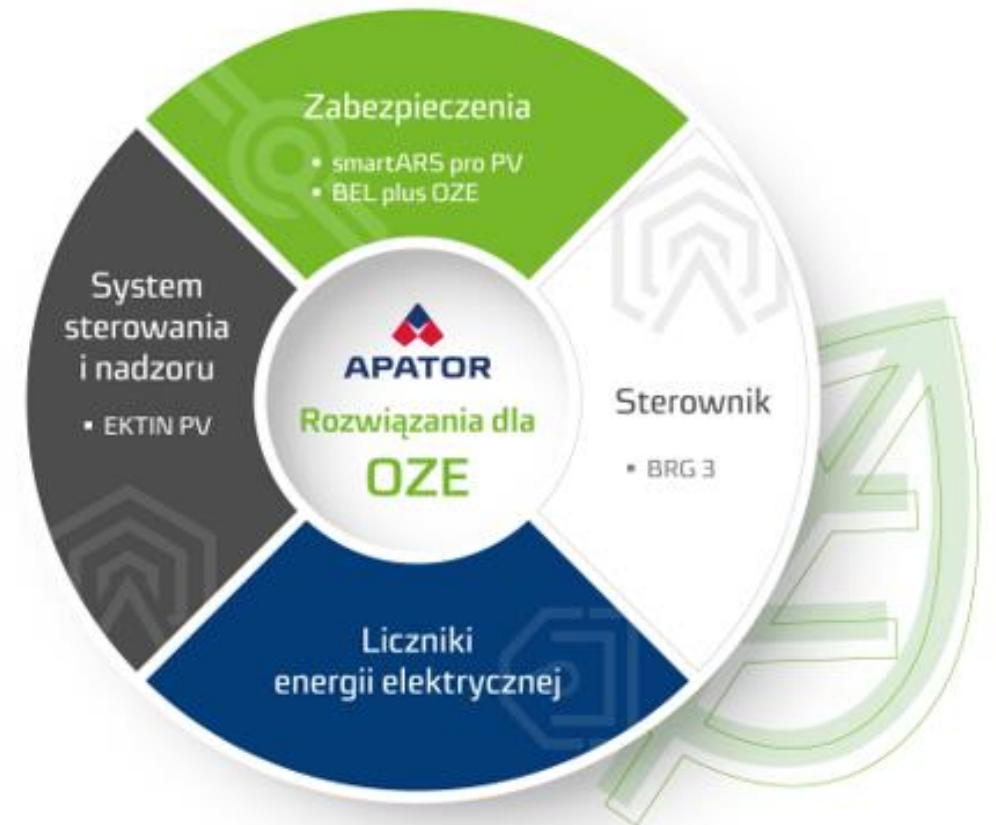 Zabezpieczenia
▪ smartARS pro PV
▪ BEL plus OZE
System
sterowania
i nadzoru
▪ EKTIN PV
APATOR
Rozwiązania dla
OZE
Sterownik
▪ BRG 3
Liczniki
energii elektrycznej